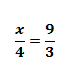 x/4 = 9/3